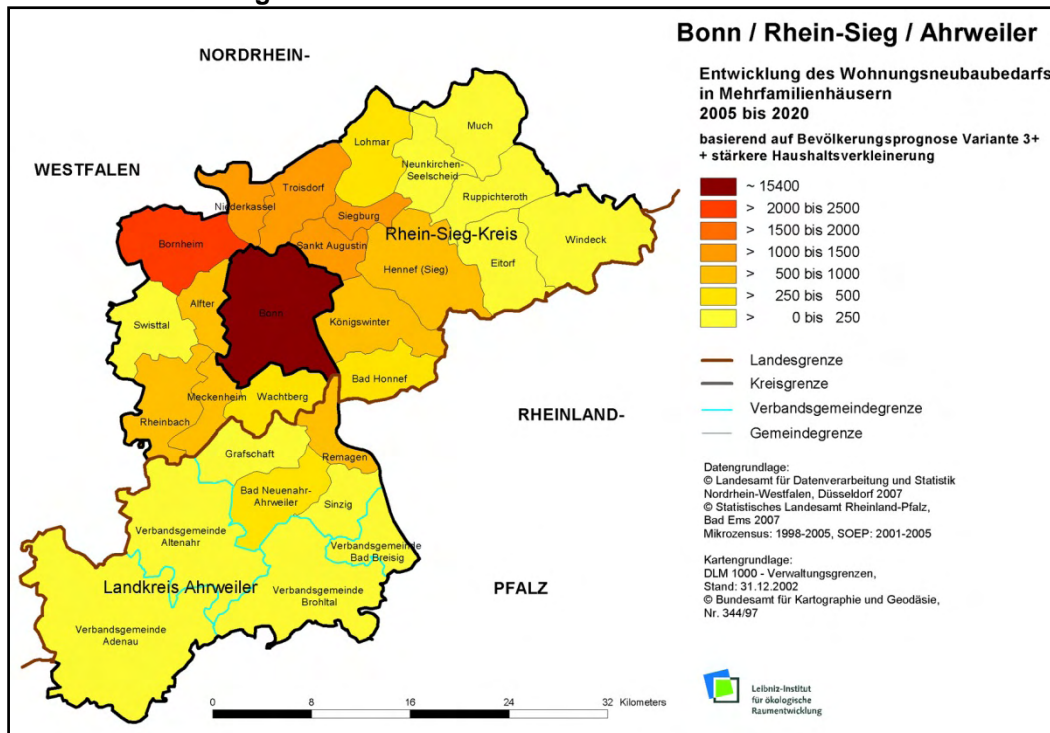 Bonn / Rhein-Sieg / Ahrweiler
Entwicklung des Wohnungsneubaubedarfs
in Mehrfamilienhäusern
2005 bis 2020
basierend auf Bevölkerungsprognose Variante 3+
+ stärkere Haushaltsverkleinerung
~ 15400
> 2000 bis 2500
> 1500 bis 2000
> 1000 bis 1500
> 500 bis 1000
> 250 bis 500
> 0 bis 250
Landesgrenze
Kreisgrenze
Verbandsgemeindegrenze
Gemeindegrenze
Datengrundlage:
© Landesamt für Datenverarbeitung und Statistik
Nordrhein-Westfalen, Düsseldorf 2007
© Statistisches Landesamt Rheinland-Pfalz,
Bad Ems 2007
Mikrozensus: 1998-2005, SOEP: 2001-2005
Kartengrundlage:
DLM 1000 - Verwaltungsgrenzen,
Stand: 31.12.2002
© Bundesamt für Kartographie und Geodäsie,
Nr. 344/97
Leibniz-Institut
für ökologische
Raumentwicklung
NORDRHEIN-
WESTFALEN
RHEINLAND-
PFALZ
Much
Lohmar
Neunkirchen-
Seelscheid
Troisdorf
Ruppichteroth
Niederkassel
Siegburg
Rhein-Sieg-Kreis
Windeck
Bornheim
Sankt Augustin
Eitorf
Hennef (Sieg)
Alfter
Bonn
Swisttal
Königswinter
Bad Honnef
Meckenheim
Wachtberg
Rheinbach
Grafschaft
Remagen
Bad Neuenahr-
Ahrweiler
Sinzig
Verbandsgemeinde
Altenahr
Verbandsgemeinde
Bad Breisig
Landkreis Ahrweiler
Verbandsgemeinde
Brohltal
Verbandsgemeinde
Adenau
0 8 16 24 32 Kilometers